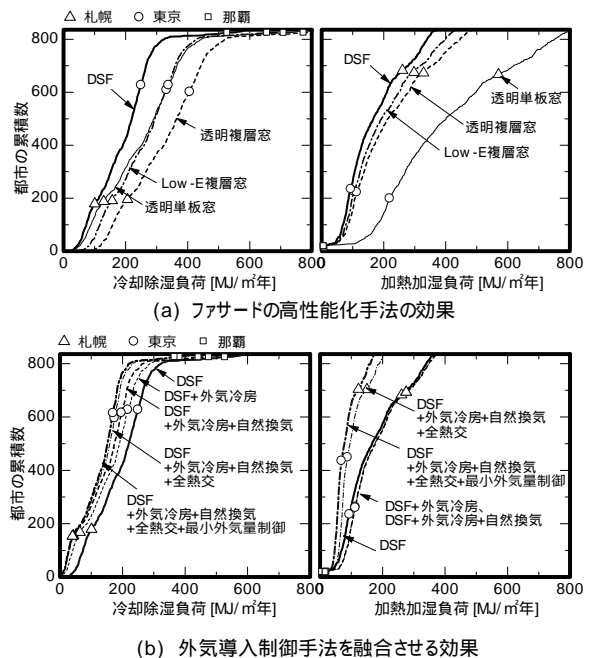 △ 札幌 ○ 東京 □ 那覇
800
600
400
200
0
都市の累積数
DSF
透明複層窓
Low-E複層窓
透明単板窓
0 200 400 600 800
冷却除湿負荷 [MJ/㎡年]
DSF
透明単板窓
透明複層窓
Low-E複層窓
0 200 400 600 800
加熱加湿負荷 [MJ/㎡年]
(a) ファサードの高性能化手法の効果
△ 札幌 ○ 東京 □ 那覇
800
600
400
200
0
都市の累積数
DSF
DSF+外気冷房
DSF
+外気冷房+自然換気
DSF
+外気冷房+自然換気
+全熱交
DSF
+外気冷房+自然換気
+全熱交+最小外気量制御
0 200 400 600 800
冷却除湿負荷 [MJ/㎡年]
DSF
+外気冷房+自然換気
+全熱交
DSF
+外気冷房+自然換気
+全熱交+最小外気量制御
DSF+外気冷房、
DSF+外気冷房+自然換気
DSF
0 200 400 600 800
加熱加湿負荷 [MJ/㎡年]
(b) 外気導入制御手法を融合させる効果